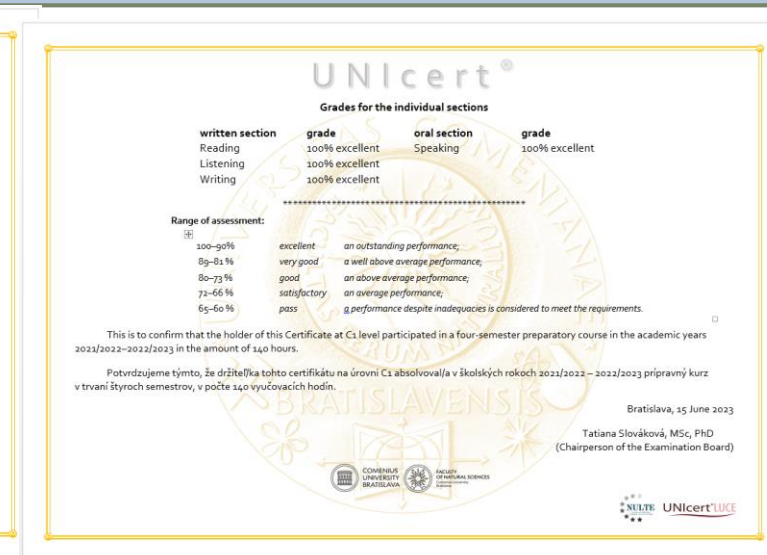 UNIcert®
Grades for the individual sections
written section grade oral section grade
Reading 100% excellent Speaking 100% excellent
Listening 100% excellent
Writing 100% excellent
**************************************************
Range of assessment:
100–90% excellent an outstanding performance;
89–81 % very good a well above average performance;
80–73 % good an above average performance;
72–66 % satisfactory an average performance;
65–60 % pass a performance despite inadequacies is considered to meet the requirements.
This is to confirm that the holder of this Certificate at C1 level participated in a four-semester preparatory course in the academic years
2021/2022–2022/2023 in the amount of 140 hours.
Potvrdzujeme týmto, že držiteľ/ka tohto certifikátu na úrovni C1 absolvoval/a v školských rokoch 2021/2022 – 2022/2023 prípravný kurz
v trvaní štyroch semestrov, v počte 140 vyučovacích hodín.
Bratislava, 15 June 2023
Tatiana Slováková, MSc, PhD
(Chairperson of the Examination Board)
COMENIUS
UNIVERSITY
BRATISLAVA
FACULTY
OF NATURAL SCIENCES
NULTE UNIcert®LUCE